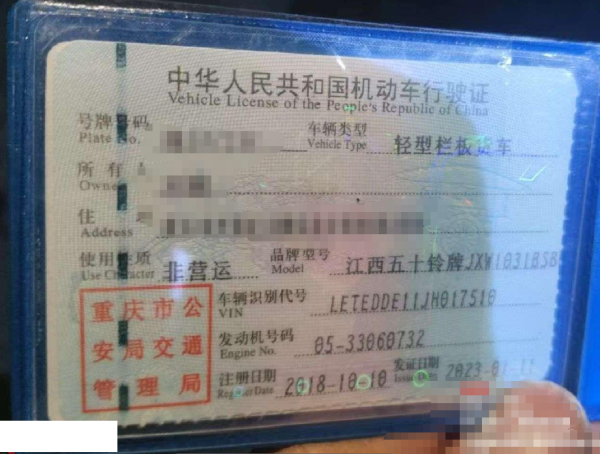 中华人民共和国机动车行驶证
Vehicle License of the People's Republic of China
号牌号码 车辆类型 轻型栏板货车
Plate No. Vehicle Type
所有
Owne
住
Address
使用性质 非营运 品牌型号 江西五十铃牌JXW1031BSB
Use Character Model
重庆市公安局交通管理局
车辆识别代号 LETEDDE11JH017510
VIN
发动机号码 05-33060732
Engine No.
注册日期 2018-10-10 发证日期 2023-01-11
Register Date Issue Date